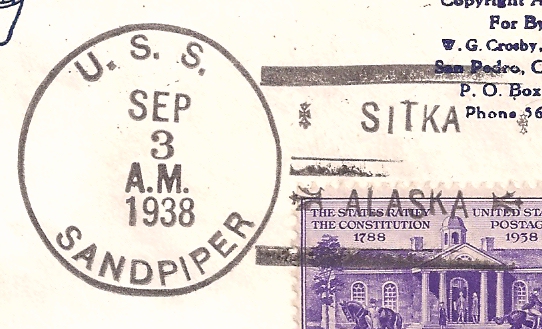 U. S. S.
SEP
3
A.M.
1938
SANDPIPER
SITKA
ALASKA
Copyright
For By
W. G. Crosby,
San Pedro,
P. O. Box
Phone 56
THE STATES RATIFY
THE CONSTITUTION
1788
UNITED STA
POSTAG
1938